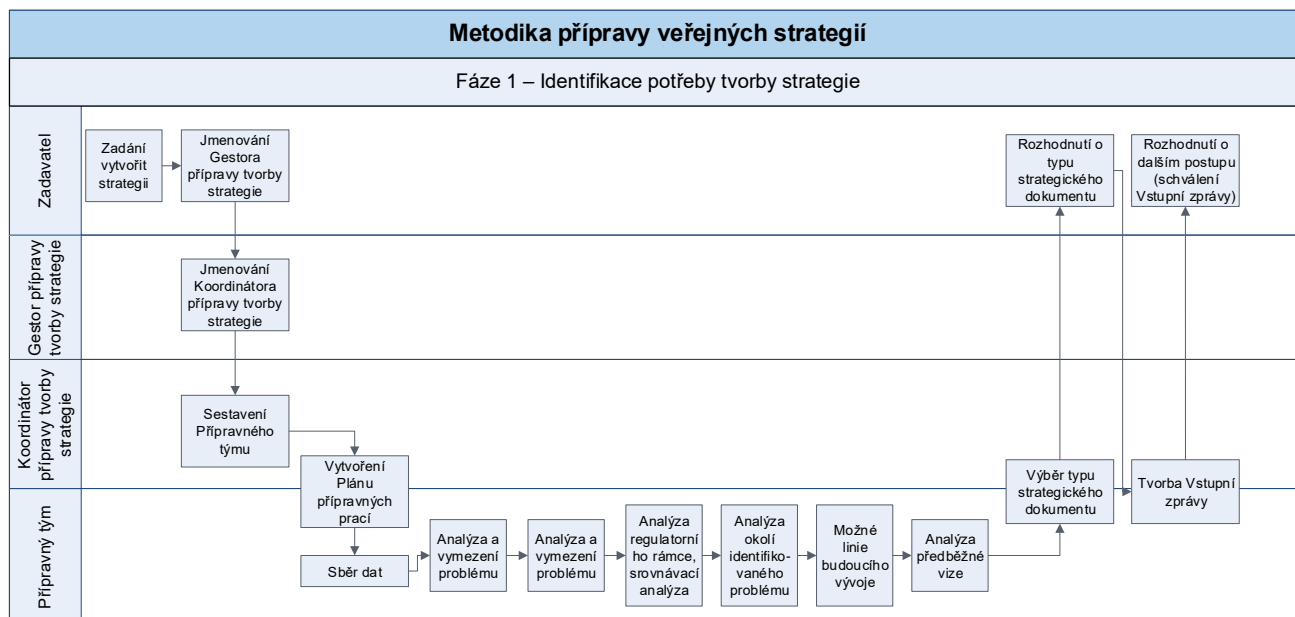 Metodika přípravy veřejných strategií
Fáze 1 – Identifikace potřeby tvorby strategie
Zadavatel
Zadání
vytvořit
strategii
Jmenování
Gestora
přípravy tvorby
strategie
Rozhodnutí o
typu
strategického
dokumentu
Rozhodnutí o
dalším postupu
(schválení
Vstupní zprávy)
Gestor přípravy
tvorby strategie
Jmenování
Koordinátora
přípravy tvorby
strategie
Koordinátor
přípravy tvorby
strategie
Sestavení
Přípravného
týmu
Vytvoření
Plánu
přípravných
prací
Výběr typu
strategického
dokumentu
Tvorba Vstupní
zprávy
Přípravný tým
Sběr dat
Analýza a
vymezení
problému
Analýza a
vymezení
problému
Analýza
regulatorní
ho rámce,
srovnávací
analýza
Analýza
okolí
identifiko-
vaného
problému
Možné
linie
budoucího
vývoje
Analýza
předběžné
vize